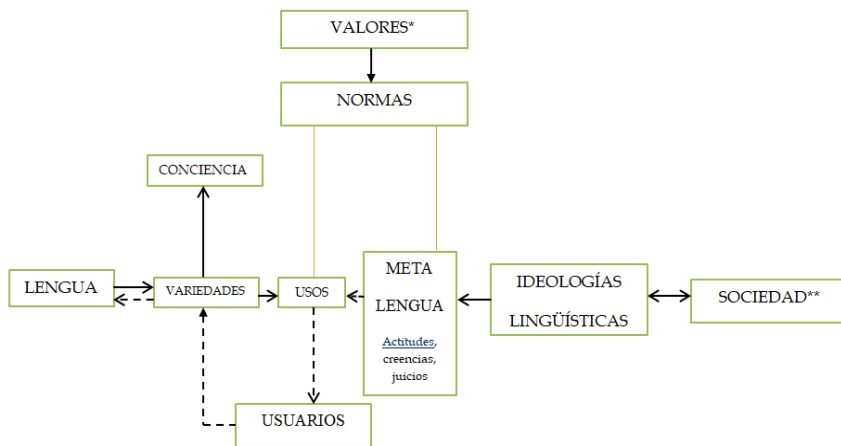 VALORES*
NORMAS
CONCIENCIA
LENGUA
VARIEDADES
USOS
META
LENGUA
Actitudes,
creencias,
juicios
IDEOLOGÍAS
LINGÜÍSTICAS
SOCIEDAD**
USUARIOS